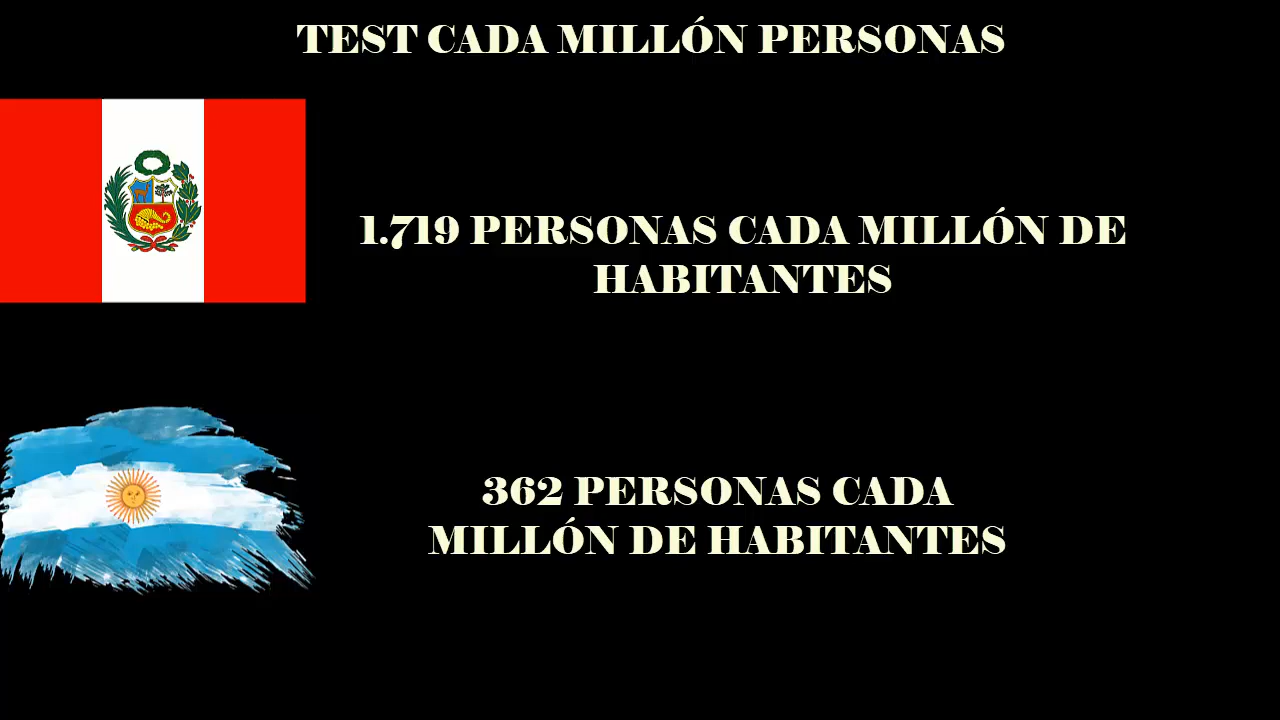 TEST CADA MILLÓN PERSONAS
1.719 PERSONAS CADA MILLÓN DE
HABITANTES
362 PERSONAS CADA
MILLÓN DE HABITANTES